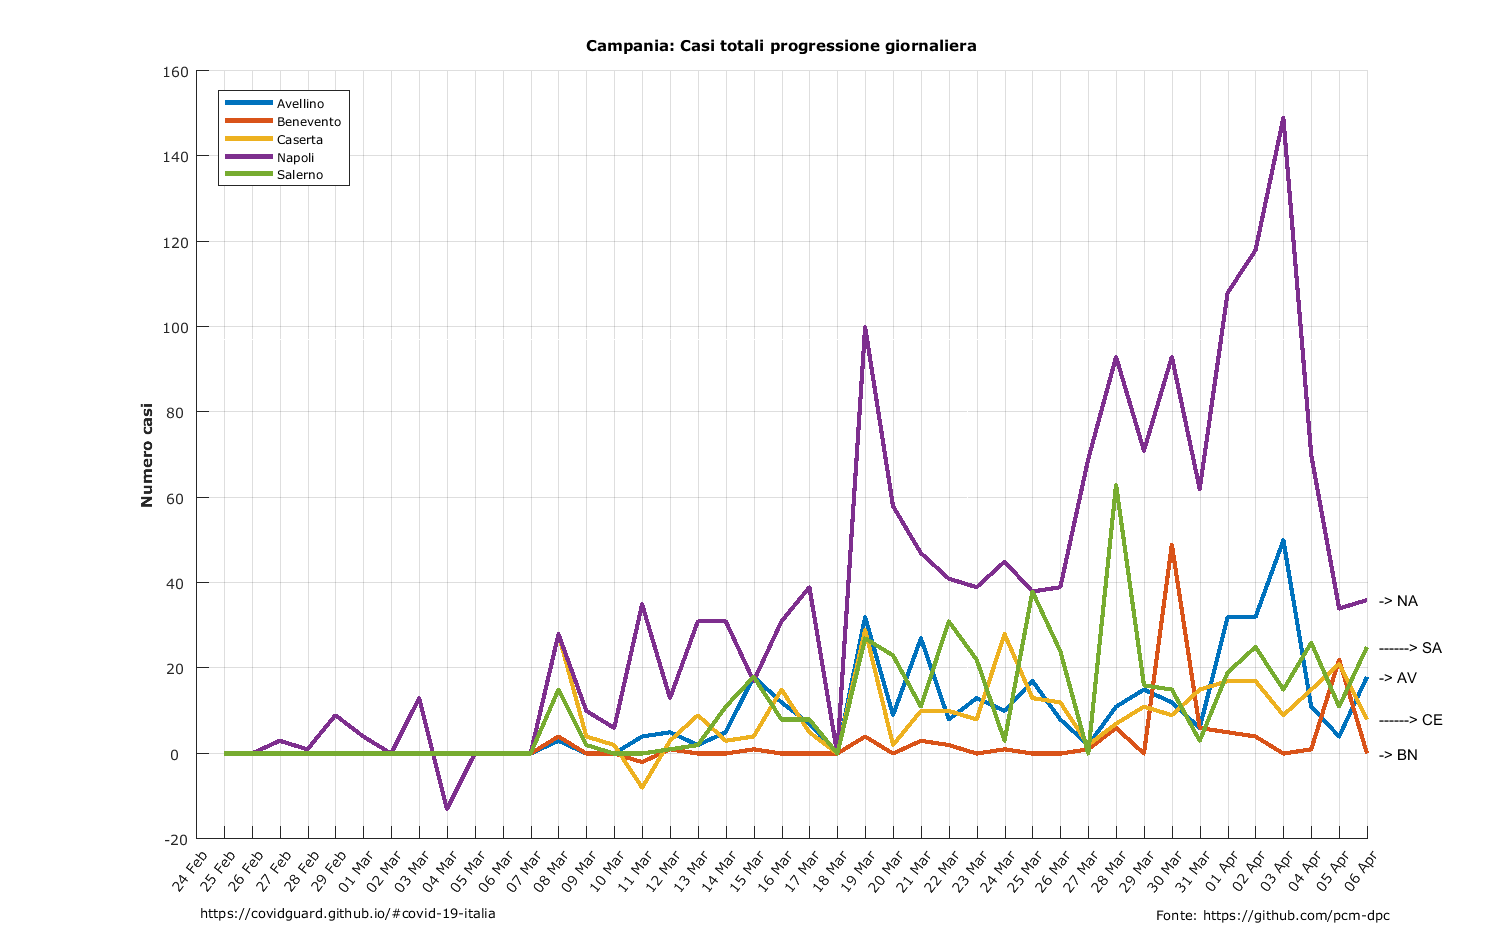 Campania: Casi totali progressione giornaliera
160
140
120
100
80
60
40
20
0
-20
Numero casi
Avellino
Benevento
Caserta
Napoli
Salerno
-> NA
------> SA
-> AV
------> CE
-> BN
24 Feb
25 Feb
26 Feb
27 Feb
28 Feb
29 Feb
01 Mar
02 Mar
03 Mar
04 Mar
05 Mar
06 Mar
07 Mar
08 Mar
09 Mar
10 Mar
11 Mar
12 Mar
13 Mar
14 Mar
15 Mar
16 Mar
17 Mar
18 Mar
19 Mar
20 Mar
21 Mar
22 Mar
23 Mar
24 Mar
25 Mar
26 Mar
27 Mar
28 Mar
29 Mar
30 Mar
31 Mar
01 Apr
02 Apr
03 Apr
04 Apr
05 Apr
06 Apr
https://covidguard.github.io/#covid-19-italia
Fonte: https://github.com/pcm-dpc